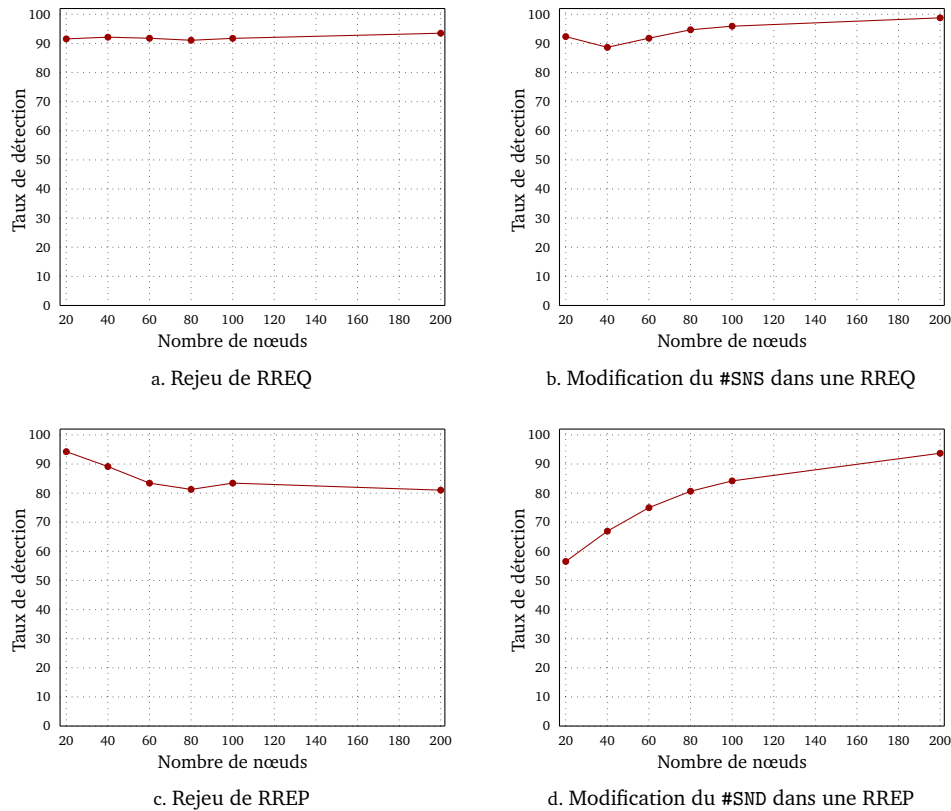 100
90
80
70
60
50
40
30
20
10
0
Taux de détection
20 40 60 80 100 120 140 160 180 200
Nombre de nœuds
a. Rejeu de RREQ
100
90
80
70
60
50
40
30
20
10
0
Taux de détection
20 40 60 80 100 120 140 160 180 200
Nombre de nœuds
b. Modification du #SNS dans une RREQ
100
90
80
70
60
50
40
30
20
10
0
Taux de détection
20 40 60 80 100 120 140 160 180 200
Nombre de nœuds
c. Rejeu de RREP
100
90
80
70
60
50
40
30
20
10
0
Taux de détection
20 40 60 80 100 120 140 160 180 200
Nombre de nœuds
d. Modification du #SND dans une RREP